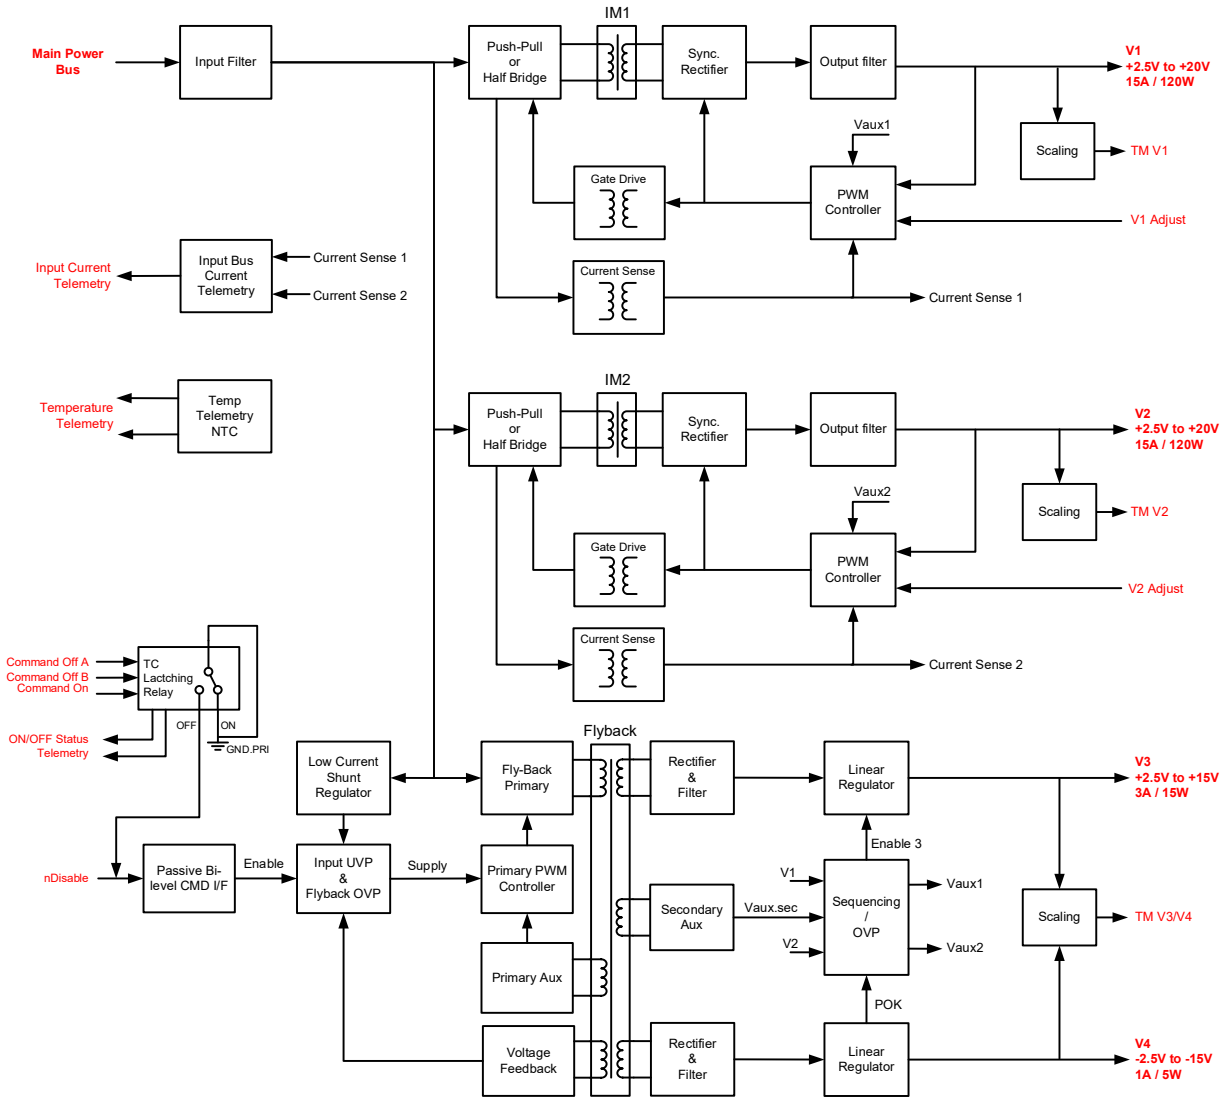 IM1
Main Power
Bus
Input Filter
Push-Pull
or
Half Bridge
Sync.
Rectifier
Output filter
V1
+2.5V to +20V
15A / 120W
Vaux1
Scaling
TM V1
Gate Drive
PWM
Controller
V1 Adjust
Input Current
Telemetry
Input Bus
Current
Telemetry
Current Sense 1
Current Sense 2
Current Sense
Current Sense 1
IM2
Temperature
Telemetry
Temp
Telemetry
NTC
Push-Pull
or
Half Bridge
Sync.
Rectifier
Output filter
V2
+2.5V to +20V
15A / 120W
Vaux2
Scaling
TM V2
Gate Drive
PWM
Controller
V2 Adjust
Current Sense
Current Sense 2
Command Off A
Command Off B
Command On
TC
Lactching
Relay
OFF
ON
GND.PRI
ON/OFF Status
Telemetry
Flyback
Low Current
Shunt
Regulator
Fly-Back
Primary
Rectifier
&
Filter
Linear
Regulator
V3
+2.5V to +15V
3A / 15W
Enable 3
nDisable
Passive Bi-
level CMD I/F
Enable
Input UVP
&
Flyback OVP
Supply
Primary PWM
Controller
V1
Vaux.sec
V2
Secondary
Aux
Sequencing
/
OVP
Vaux1
Vaux2
Scaling
TM V3/V4
Primary Aux
POK
Voltage
Feedback
Rectifier
&
Filter
Linear
Regulator
V4
-2.5V to -15V
1A / 5W